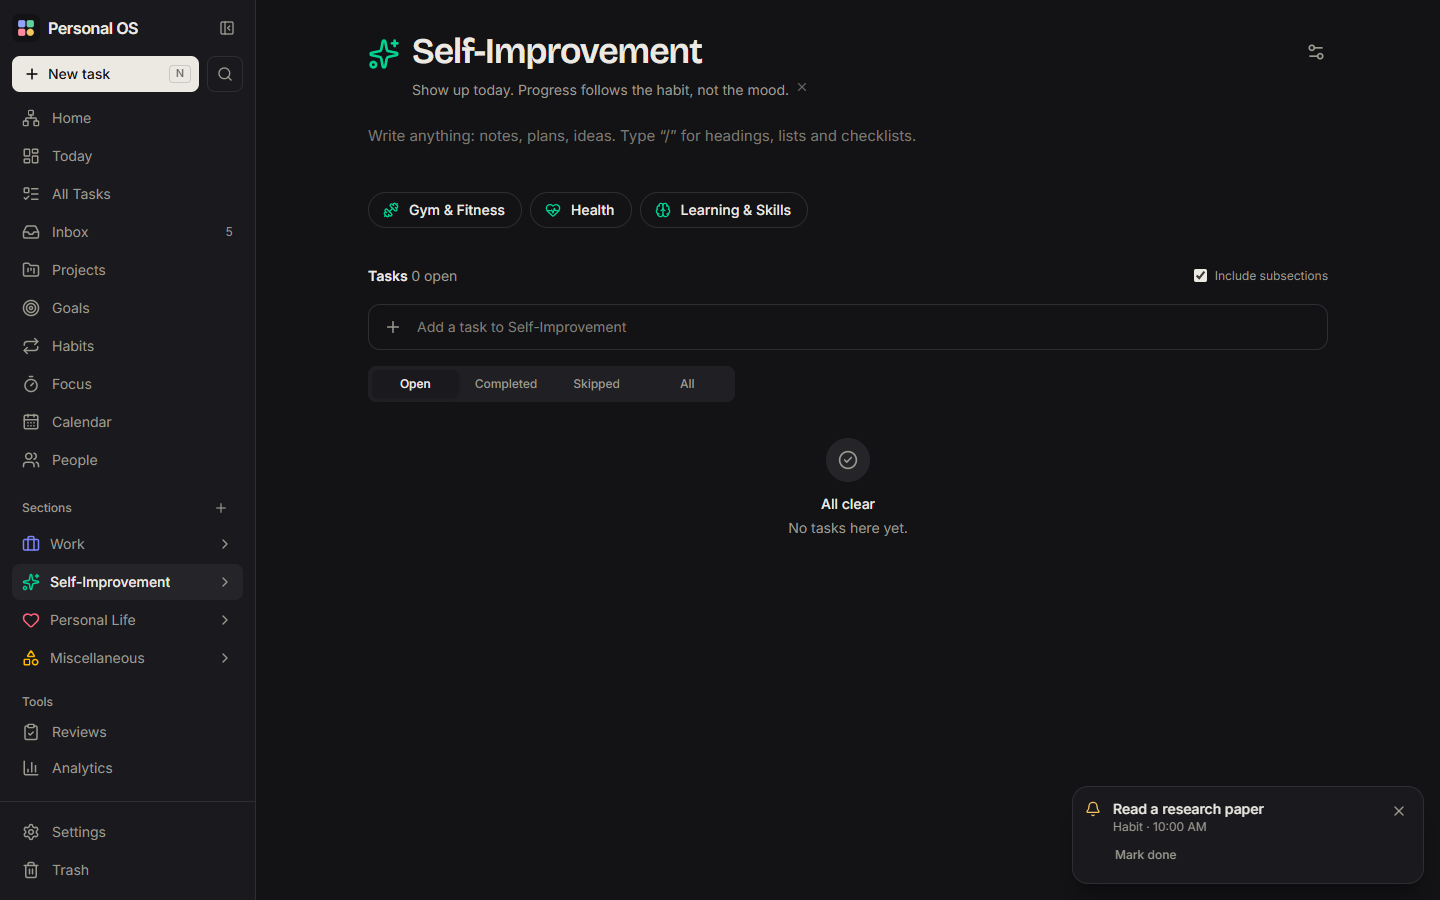 Personal OS
New task N
Home
Today
All Tasks
Inbox 5
Projects
Goals
Habits
Focus
Calendar
People
Sections
Work
Self-Improvement
Personal Life
Miscellaneous
Tools
Reviews
Analytics
Settings
Trash
Self-Improvement
Show up today. Progress follows the habit, not the mood.
Write anything: notes, plans, ideas. Type “/” for headings, lists and checklists.
Gym & Fitness Health Learning & Skills
Tasks 0 open Include subsections
Add a task to Self-Improvement
Open Completed Skipped All
All clear
No tasks here yet.
Read a research paper
Habit · 10:00 AM
Mark done